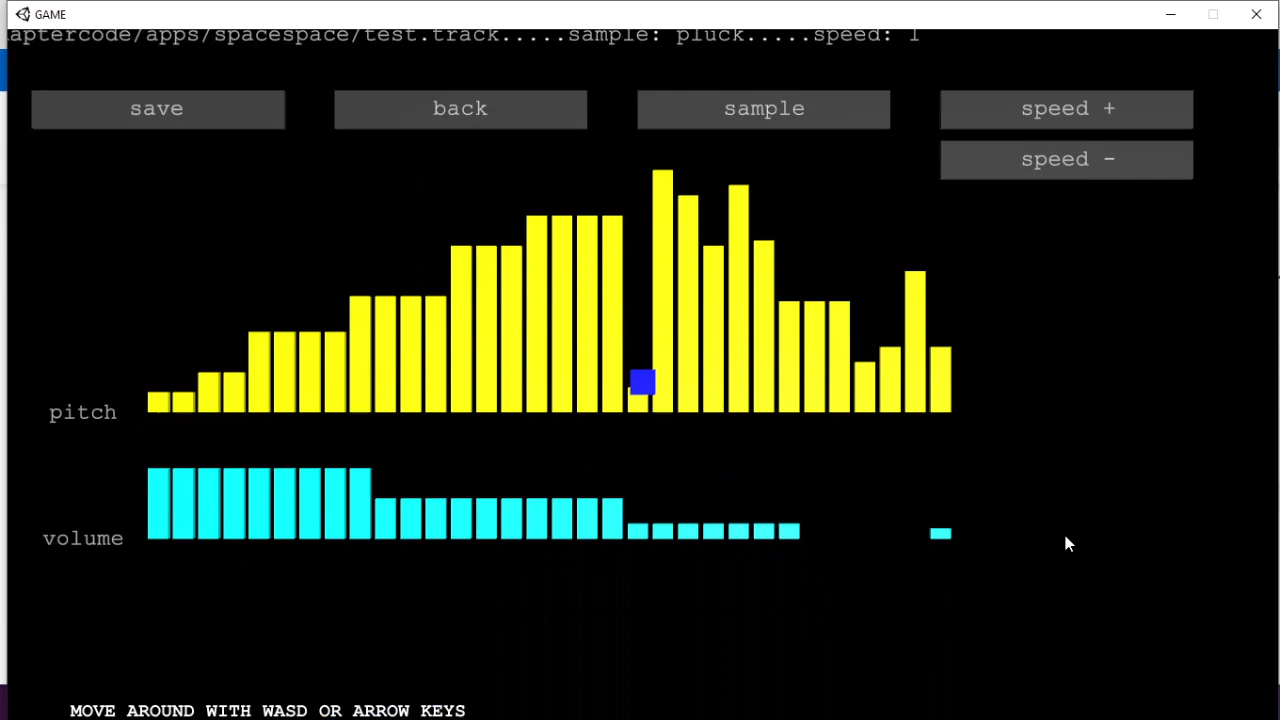 GAME
aptercode/apps/spacespace/test.track.....sample: pluck.....speed: 1
save back sample speed +
speed -
pitch
volume
MOVE AROUND WITH WASD OR ARROW KEYS